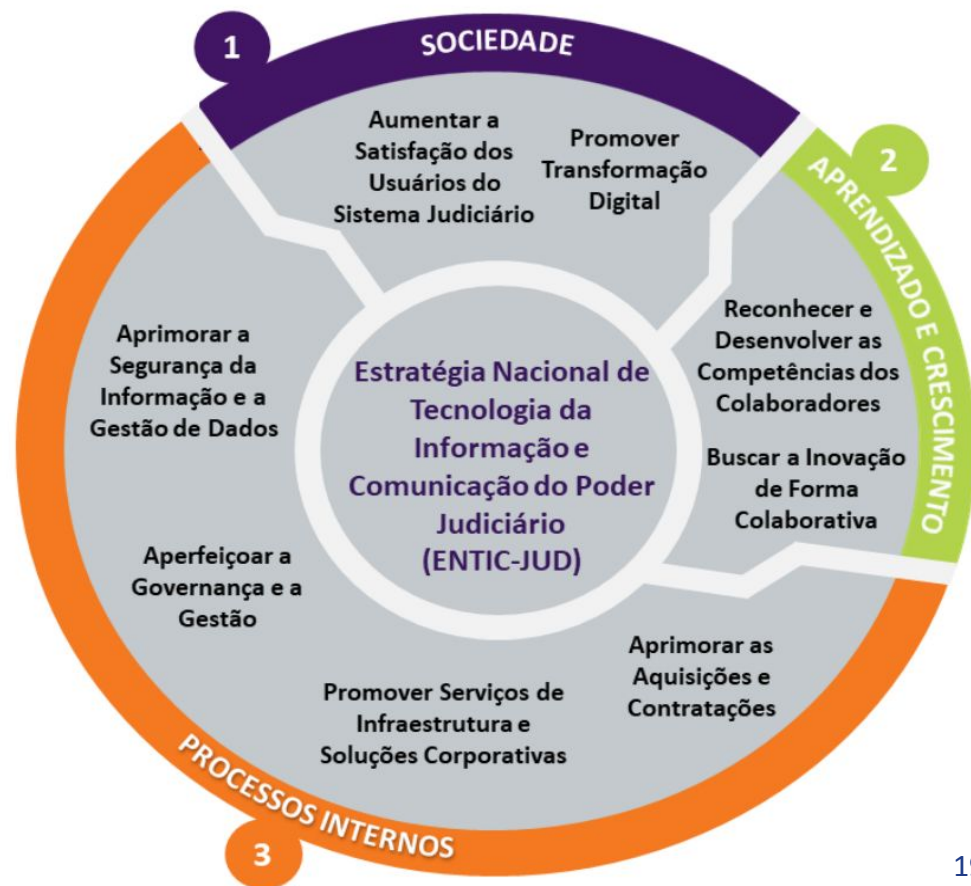 1
SOCIEDADE
Aumentar a
Satisfação dos
Usuários do
Sistema Judiciário
Promover
Transformação
Digital
2
APRENDIZADO E CRESCIMENTO
Reconhecer e
Desenvolver as
Competências dos
Colaboradores
Buscar a Inovação
de Forma
Colaborativa
Aprimorar a
Segurança da
Informação e a
Gestão de Dados
Estratégia Nacional de
Tecnologia da
Informação e
Comunicação do Poder
Judiciário
(ENTIC-JUD)
Aperfeiçoar a
Governança e a
Gestão
Promover Serviços de
Infraestrutura e
Soluções Corporativas
Aprimorar as
Aquisições e
Contratações
PROCESSOS INTERNOS
3